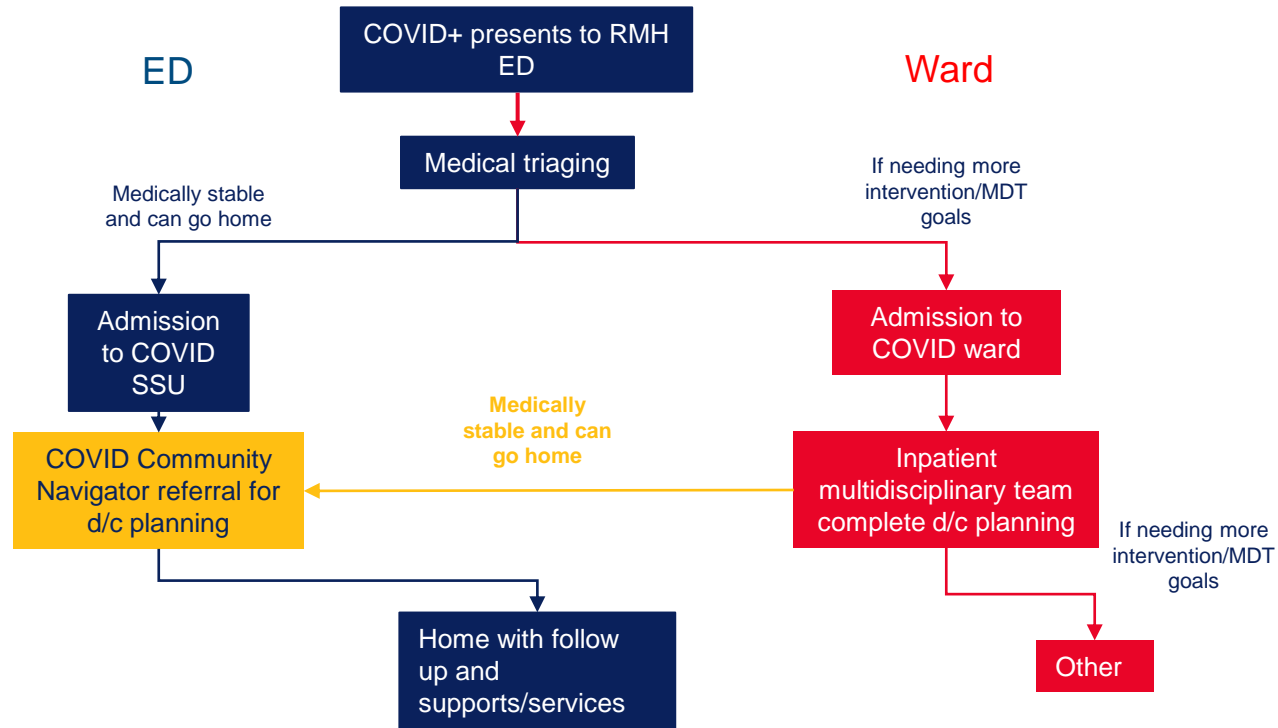 COVID+ presents to RMH
ED
ED
Ward
Medical triaging
Medically stable
and can go home
If needing more
intervention/MDT
goals
Admission
to COVID
SSU
Admission to
COVID ward
Medically
stable and can
go home
COVID Community
Navigator referral for
d/c planning
Inpatient
multidisciplinary team
complete d/c planning
If needing more
intervention/MDT
goals
Home with follow
up and
supports/services
Other